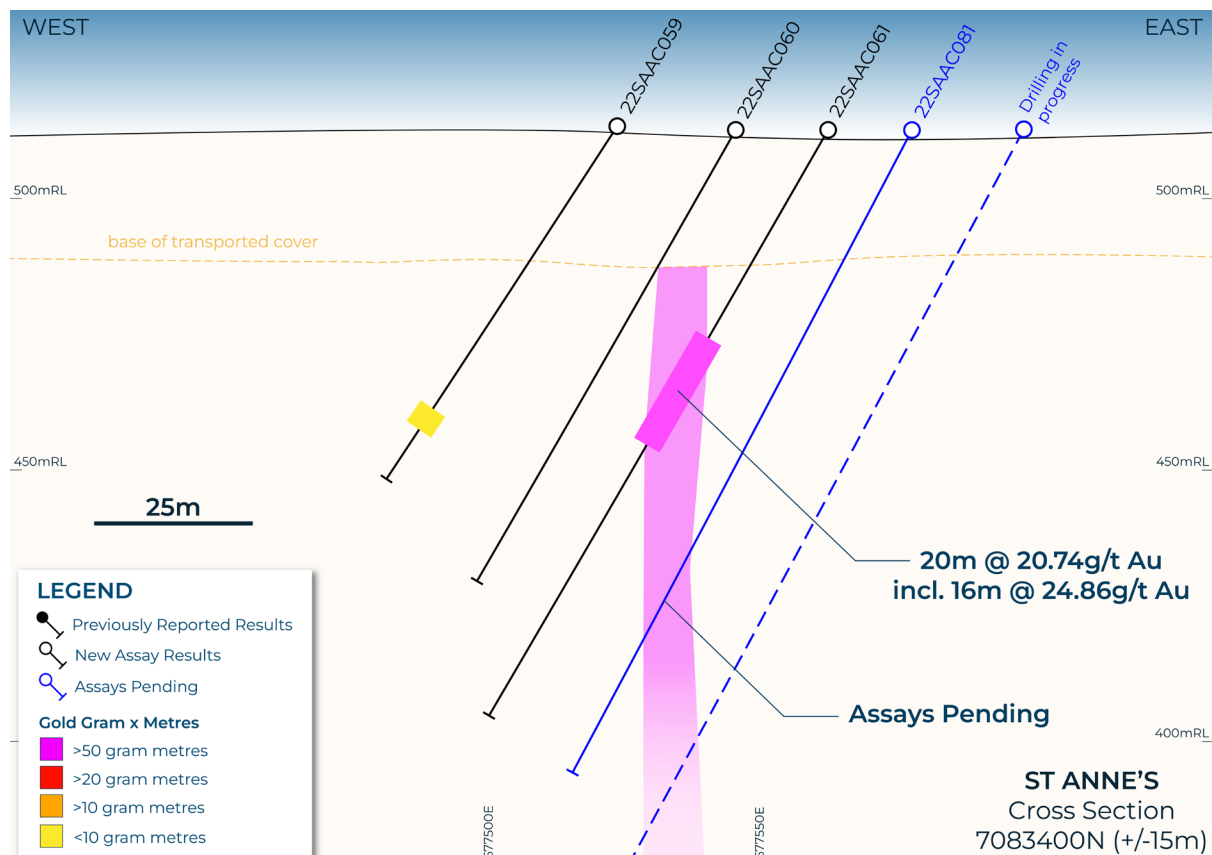 WEST
EAST
22SAAC059
22SAAC060
22SAAC061
22SAAC081
Drilling in
progress
500mRL
500mRL
base of transported cover
450mRL
450mRL
25m
20m @ 20.74g/t Au
incl. 16m @ 24.86g/t Au
LEGEND
Previously Reported Results
New Assay Results
Assays Pending
Gold Gram x Metres
>50 gram metres
>20 gram metres
>10 gram metres
<10 gram metres
Assays Pending
400mRL
77500E
77550E
ST ANNE'S
Cross Section
7083400N (+/-15m)